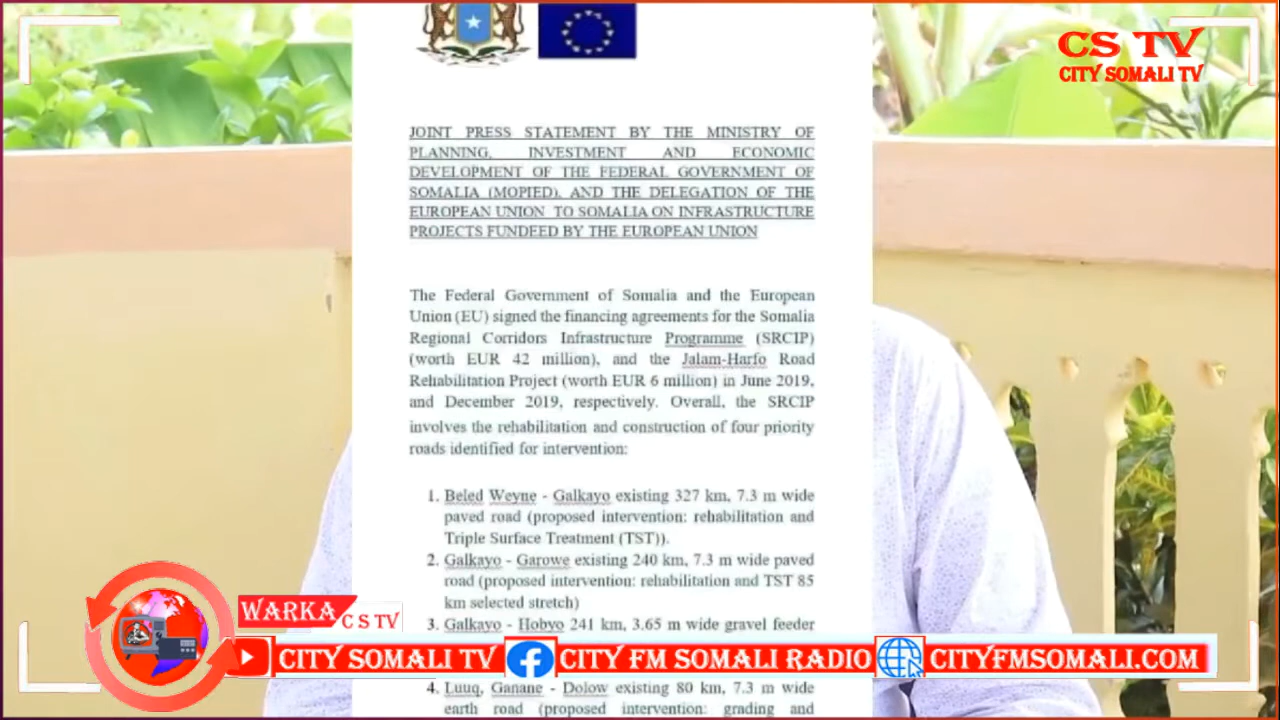 CS TV
CITY SOMALI TV
JOINT PRESS STATEMENT BY THE MINISTRY OF
PLANNING, INVESTMENT AND ECONOMIC
DEVELOPMENT OF THE FEDERAL GOVERNMENT OF
SOMALIA (MOPIED), AND THE DELEGATION OF THE
EUROPEAN UNION TO SOMALIA ON INFRASTRUCTURE
PROJECTS FUNDEED BY THE EUROPEAN UNION
The Federal Government of Somalia and the European
Union (EU) signed the financing agreements for the Somalia
Regional Corridors Infrastructure Programme (SRCIP)
(worth EUR 42 million), and the Jalam-Harfo Road
Rehabilitation Project (worth EUR 6 million) in June 2019,
and December 2019, respectively. Overall, the SRCIP
involves the rehabilitation and construction of four priority
roads identified for intervention:
1. Beled Weyne - Galkayo existing 327 km, 7.3 m wide
paved road (proposed intervention: rehabilitation and
Triple Surface Treatment (TST)).
2. Galkayo - Garowe existing 240 km, 7.3 m wide paved
road (proposed intervention: rehabilitation and TST 85
km selected stretch)
3. Galkayo - Hobyo 241 km, 3.65 m wide gravel feeder
4. Luuq, Ganane - Dolow existing 80 km, 7.3 m wide
earth road (proposed intervention: grading and
WARKA
CS TV
CITY SOMALI TV
CITY FM SOMALI RADIO
CITYFMSOMALI.COM